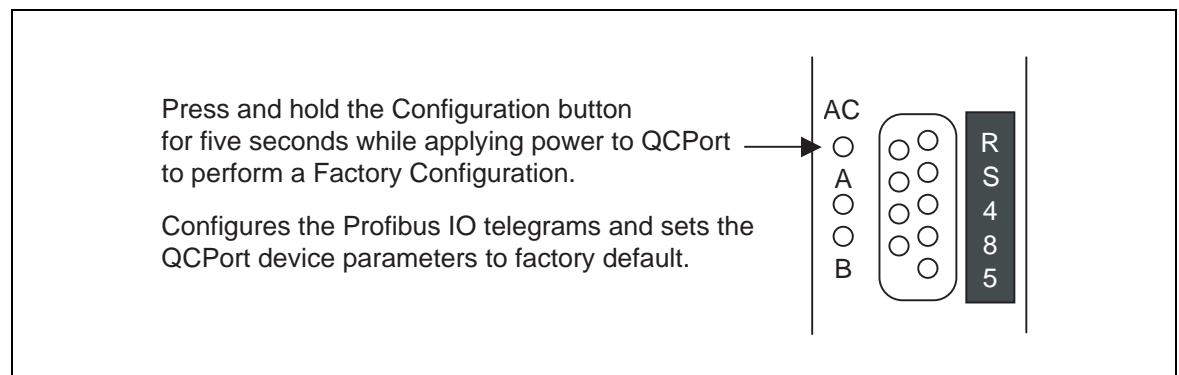 Press and hold the Configuration button
for five seconds while applying power to QCPort
to perform a Factory Configuration.
Configures the Profibus IO telegrams and sets the
QCPort device parameters to factory default.
AC
A
B
R
S
4
8
5